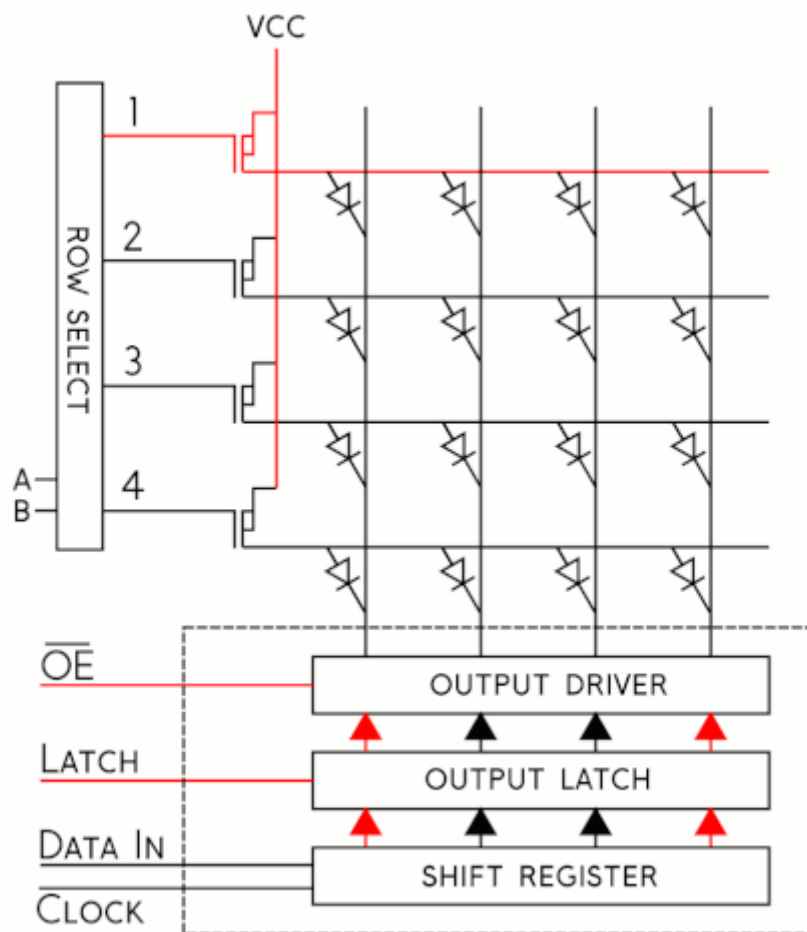 VCC
1
2
3
4
ROW SELECT
A
B
OE
OUTPUT DRIVER
LATCH
OUTPUT LATCH
DATA IN
SHIFT REGISTER
CLOCK